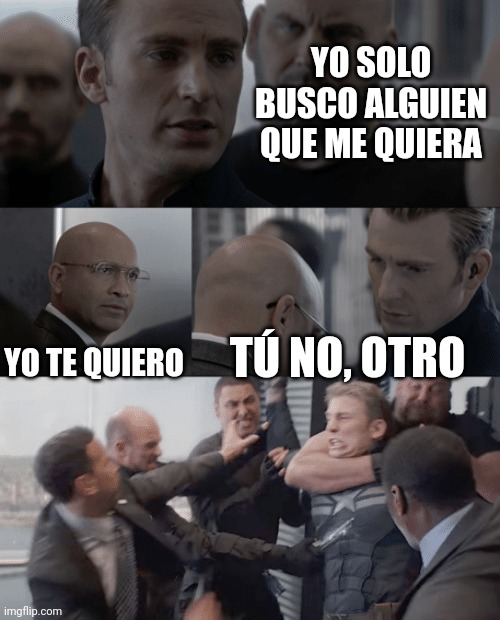 YO SOLO
BUSCO ALGUIEN
QUE ME QUIERA
YO TE QUIERO
TÚ NO, OTRO
imgflip.com